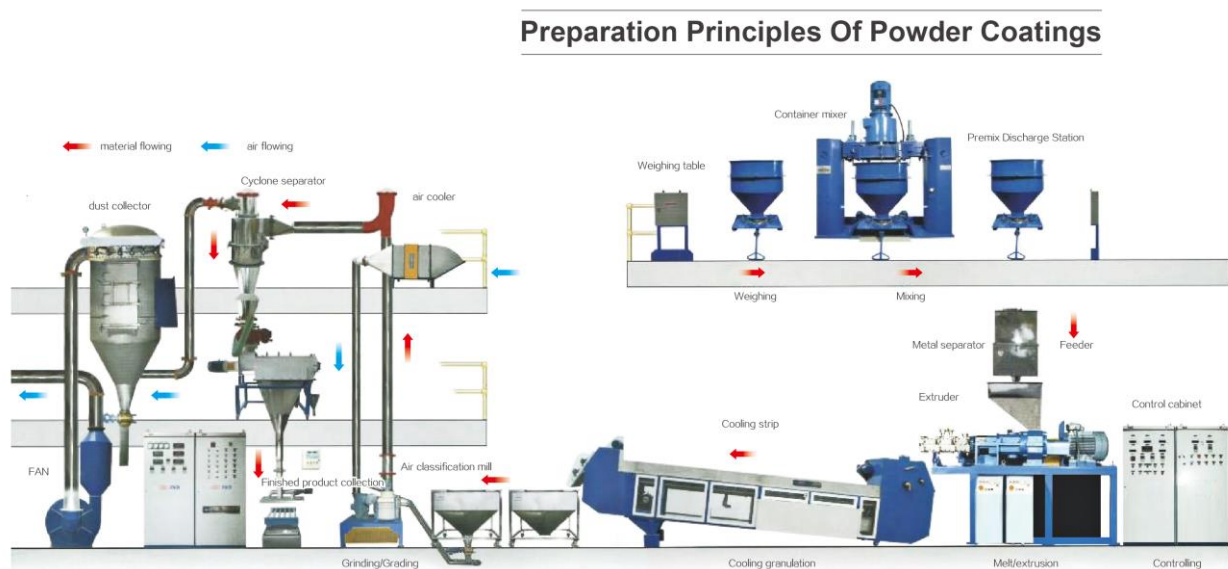 Preparation Principles Of Powder Coatings
material flowing
air flowing
Container mixer
Premix Discharge Station
Weighing table
Cyclone separator
air cooler
dust collector
Weighing
Mixing
Metal separator
Feeder
Extruder
Control cabinet
Cooling strip
FAN
Air classification mill
Finished product collection
Grinding/Grading
Cooling granulation
Melt/extrusion
Controlling